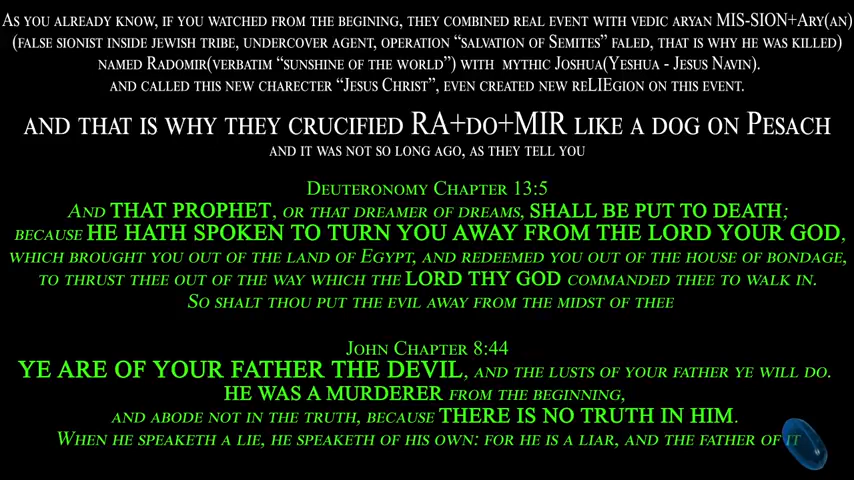 As you already know, if you watched from the begining, they combined real event with vedic aryan MIS-SION+Ary(an)
(false sionist inside jewish tribe, undercover agent, operation “salvation of Semites” faled, that is why he was killed)
named Radomir(verbatim “sunshine of the world”) with mythic Joshua(Yeshua - Jesus Navin).
and called this new charecter “Jesus Christ”, even created new reLIEgion on this event.
and that is why they crucified RA+do+MIR like a dog on Pesach
and it was not so long ago, as they tell you
Deuteronomy Chapter 13:5
And THAT PROPHET, or that dreamer of dreams, SHALL BE PUT TO DEATH;
because HE HATH SPOKEN TO TURN YOU AWAY FROM THE LORD YOUR GOD,
which brought you out of the land of Egypt, and redeemed you out of the house of bondage,
to thrust thee out of the way which the LORD THY GOD commanded thee to walk in.
So shalt thou put the evil away from the midst of thee
John Chapter 8:44
YE ARE OF YOUR FATHER THE DEVIL, and the lusts of your father ye will do.
HE WAS A MURDERER from the beginning,
and abode not in the truth, because THERE IS NO TRUTH IN HIM.
When he speaketh a lie, he speaketh of his own: for he is a liar, and the father of it